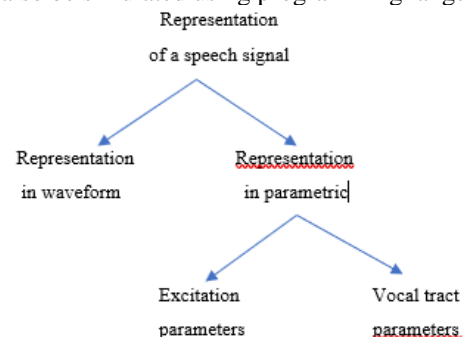 Representation
of a speech signal
Representation
in waveform
Representation
in parametric
Excitation
parameters
Vocal tract
parameters